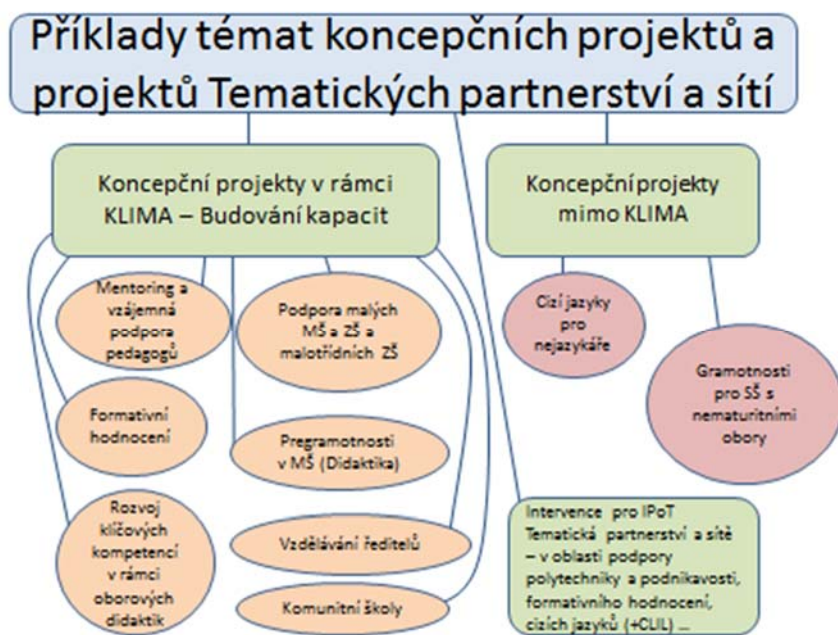 Příklady témat koncepčních projektů a
projektů Tematických partnerství a sítí
Koncepční projekty v rámci
KLIMA – Budování kapacit
Koncepční projekty
mimo KLIMA
Mentoring a
vzájemná
podpora
pedagogů
Podpora malých
MŠ a ZŠ a
malotřídních ZŠ
Cizí jazyky
pro
nejazykáře
Gramotnosti
pro SŠ s
nematuritními
obory
Formativní
hodnocení
Pregramotnosti
v MŠ (Didaktika)
Rozvoj
klíčových
kompetencí
v rámci
oborových
didaktik
Vzdělávání ředitelů
Komunitní školy
Intervence pro IPoT
Tematická partnerství a sítě
– v oblasti podpory
polytechniky a podnikavosti,
formativního hodnocení,
cizích jazyků (+CLIL) ...